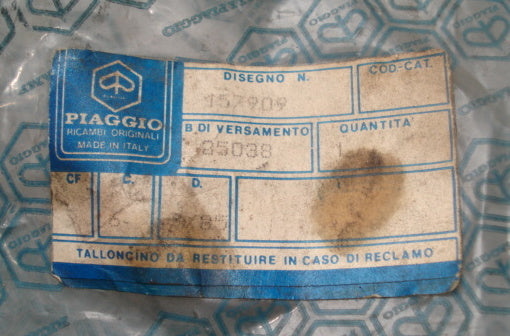 DISEGNO N.
COD-CAT.
157909
PIAGGIO
RICAMBI ORIGINALI
MADE IN ITALY
B.DI VERSAMENTO
QUANTITA'
85038
1
CF.
C.
D.
TALLONCINO DA RESTITUIRE IN CASO DI RECLAMO